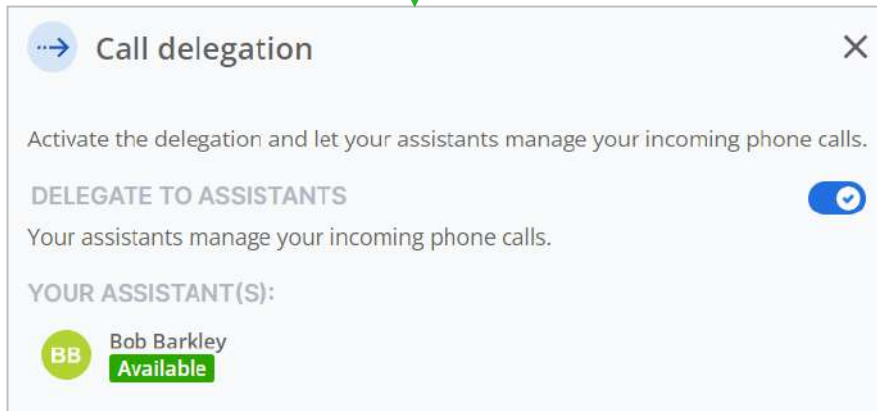 Call delegation
Activate the delegation and let your assistants manage your incoming phone calls.
DELEGATE TO ASSISTANTS
Your assistants manage your incoming phone calls.
YOUR ASSISTANT(S):
BB
Bob Barkley
Available